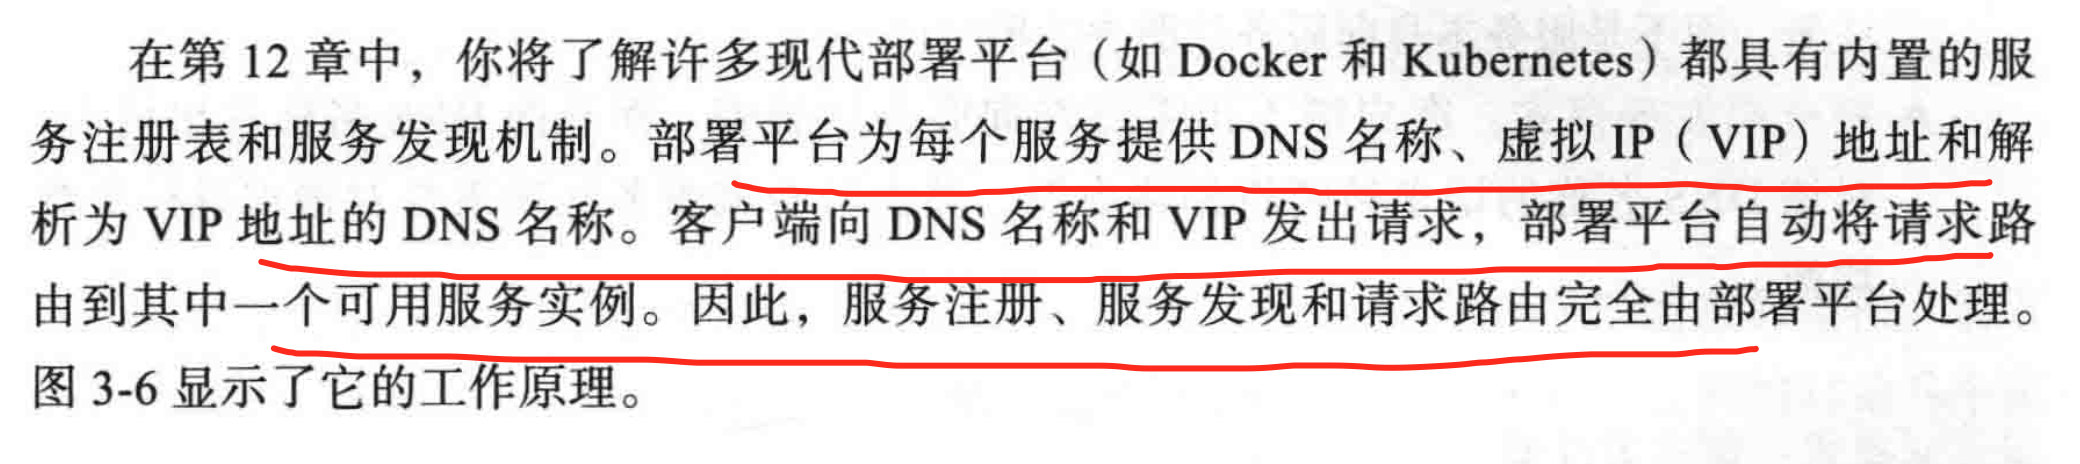 在第 12 章中，你将了解许多现代部署平台（如 Docker 和 Kubernetes）都具有内置的服
务注册表和服务发现机制。部署平台为每个服务提供 DNS 名称、虚拟 IP（VIP）地址和解
析为 VIP 地址的 DNS 名称。客户端向 DNS 名称和 VIP 发出请求，部署平台自动将请求路
由到其中一个可用服务实例。因此，服务注册、服务发现和请求路由完全由部署平台处理。
图 3-6 显示了它的工作原理。